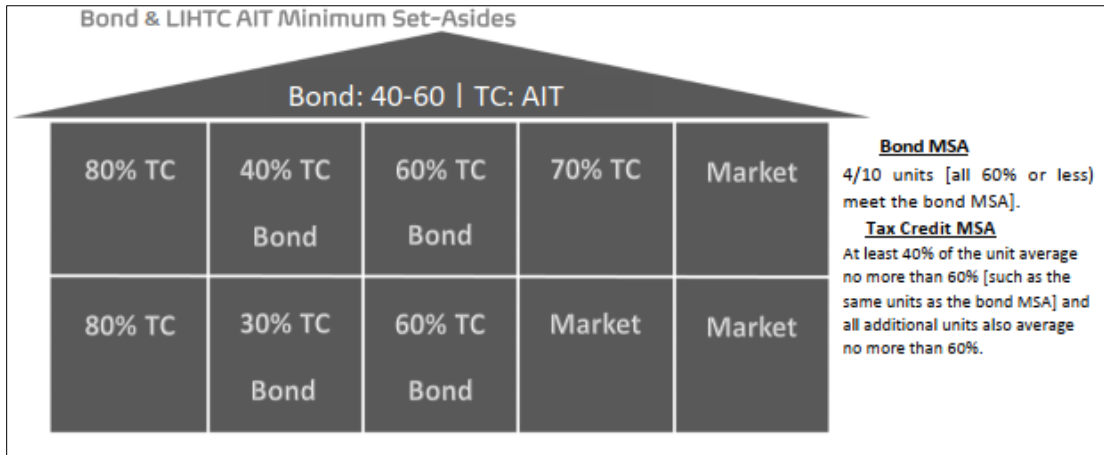 Bond & LIHTC AIT Minimum Set-Asides
Bond: 40-60 | TC: AIT
80% TC
40% TC
60% TC
70% TC
Market
Bond
Bond
80% TC
30% TC
60% TC
Market
Market
Bond
Bond
Bond MSA
4/10 units [all 60% or less)
meet the bond MSA].
Tax Credit MSA
At least 40% of the unit average
no more than 60% [such as the
same units as the bond MSA] and
all additional units also average
no more than 60%.